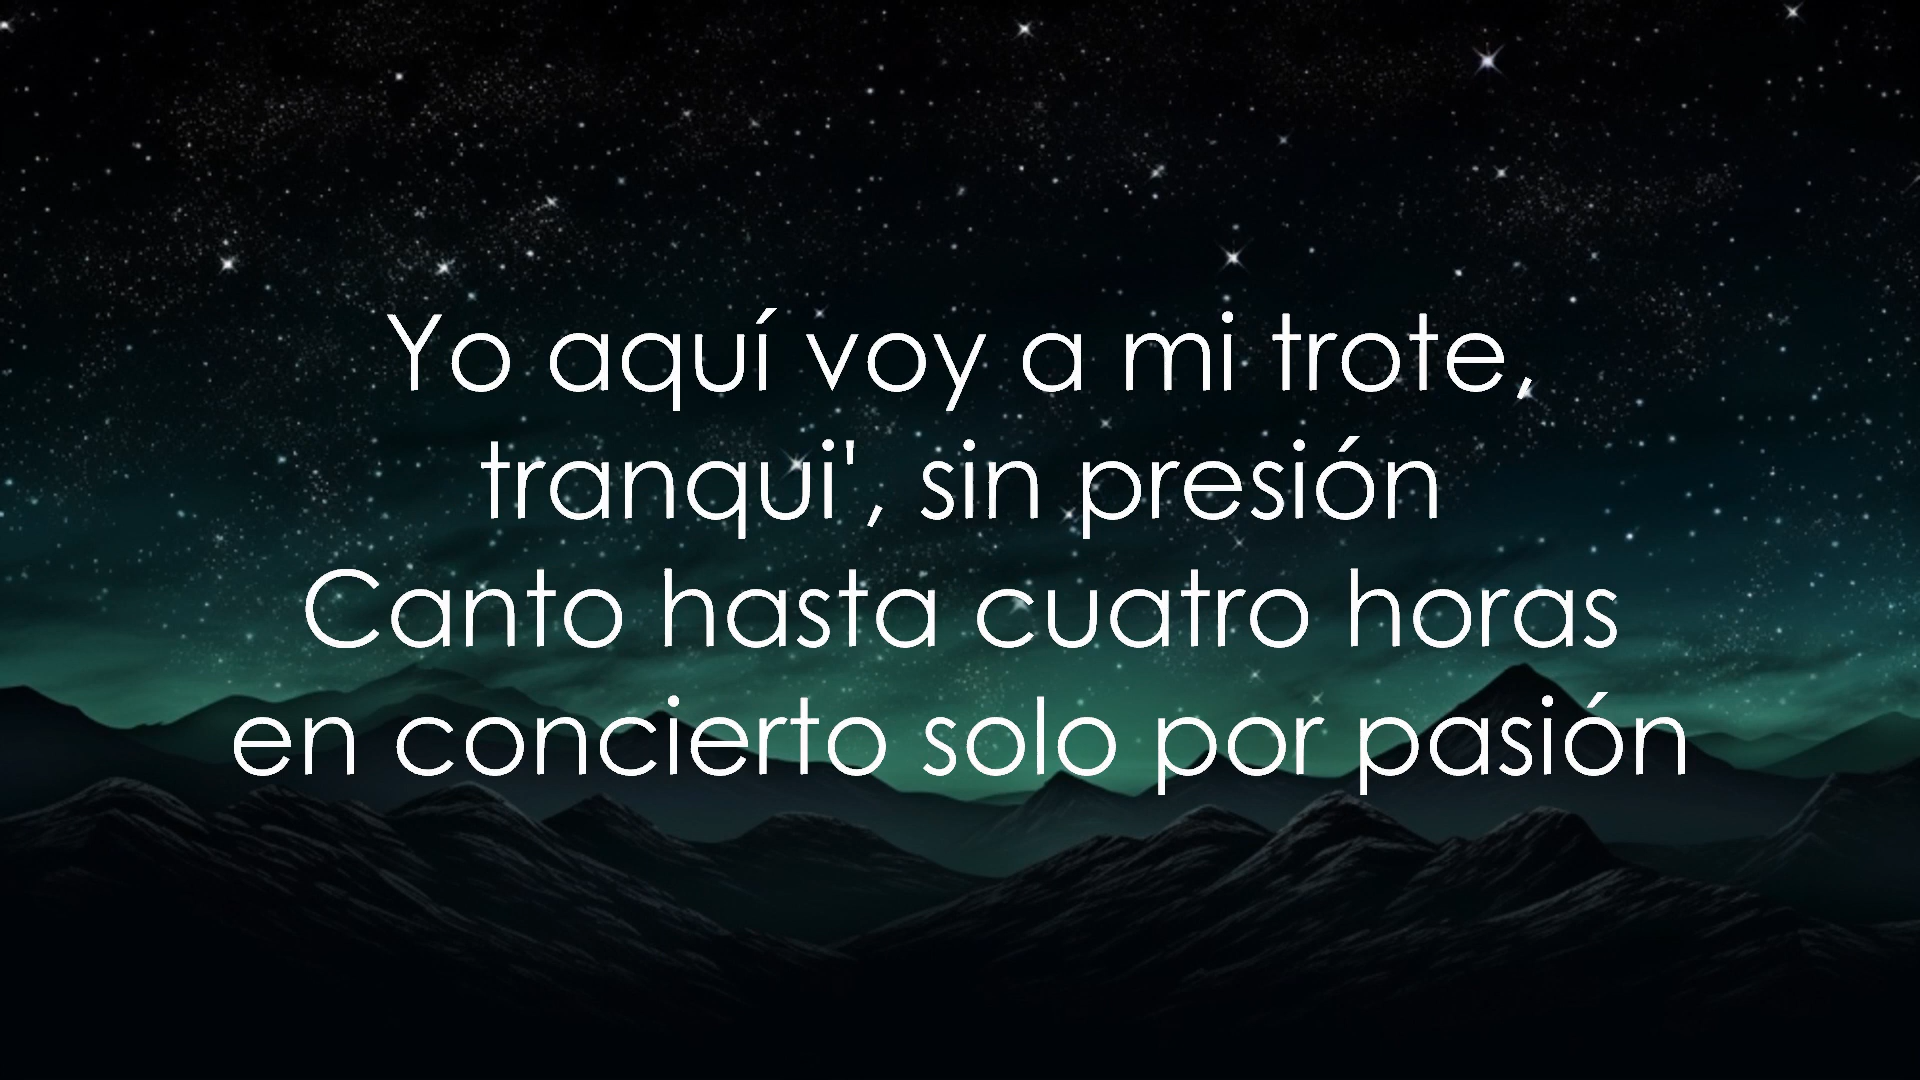 Yo aquí voy a mi trote,
tranqui', sin presión
Canto hasta cuatro horas
en concierto solo por pasión